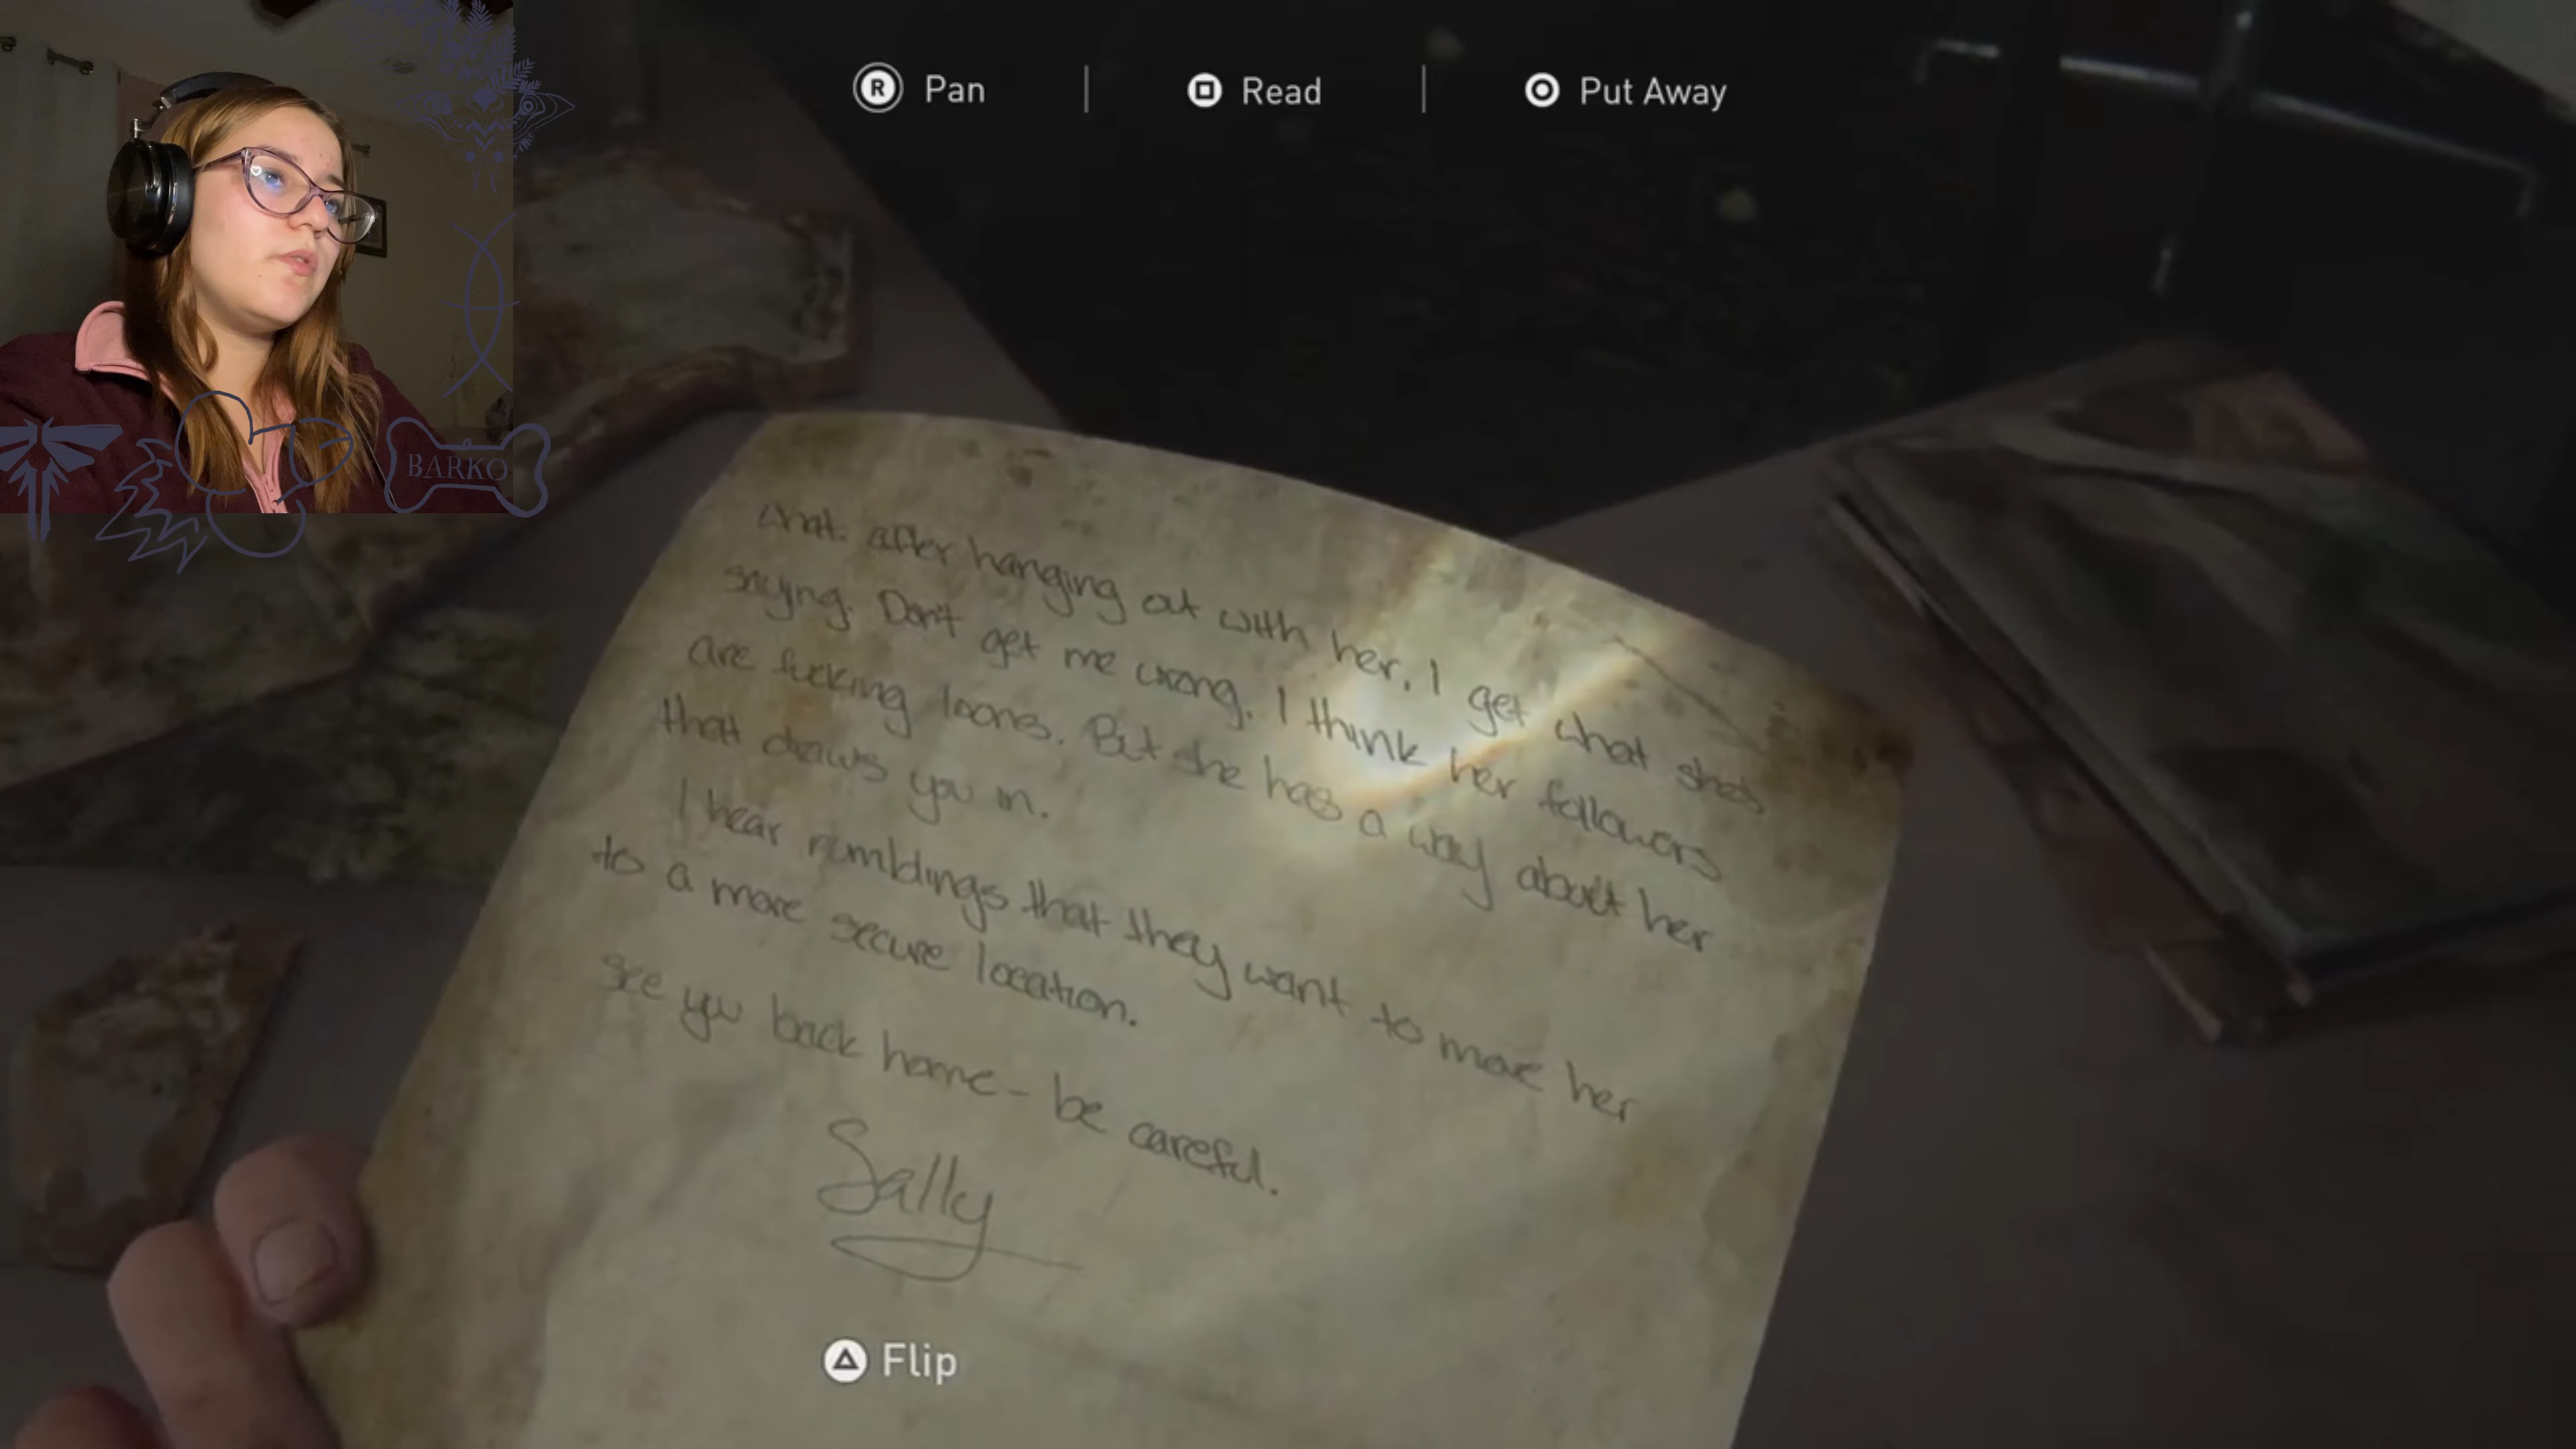 Pan
Read
Put Away
BARKO
what. after hanging out with her, I get what she's
saying. Don't get me wrong. I think her followers
are fucking loones. But she has a way about her
that draws you in.
I hear rumblings that they want to move her
to a more secure location.
see you back home - be careful.
Sally
Flip